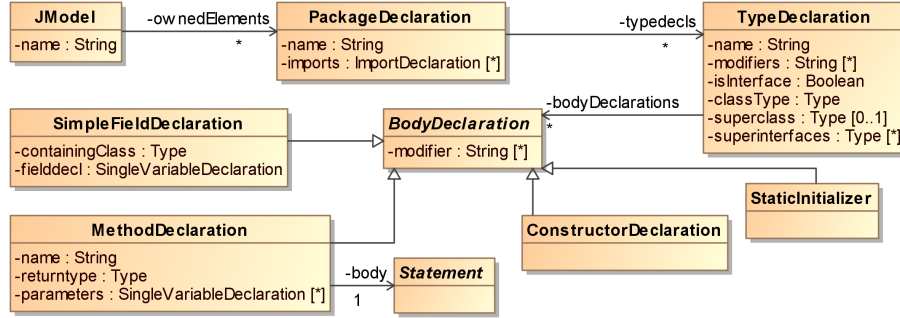 JModel
-name : String
-ownedElements
*
PackageDeclaration
-name : String
-imports : ImportDeclaration [*]
-typedecls
*
TypeDeclaration
-name : String
-modifiers : String [*]
-isInterface : Boolean
-classType : Type
-superclass : Type [0..1]
-superinterfaces : Type [*]
-bodyDeclarations
*
SimpleFieldDeclaration
-containingClass : Type
-fielddecl : SingleVariableDeclaration
BodyDeclaration
-modifier : String [*]
StaticInitializer
MethodDeclaration
-name : String
-returntype : Type
-parameters : SingleVariableDeclaration [*]
-body
1
Statement
ConstructorDeclaration